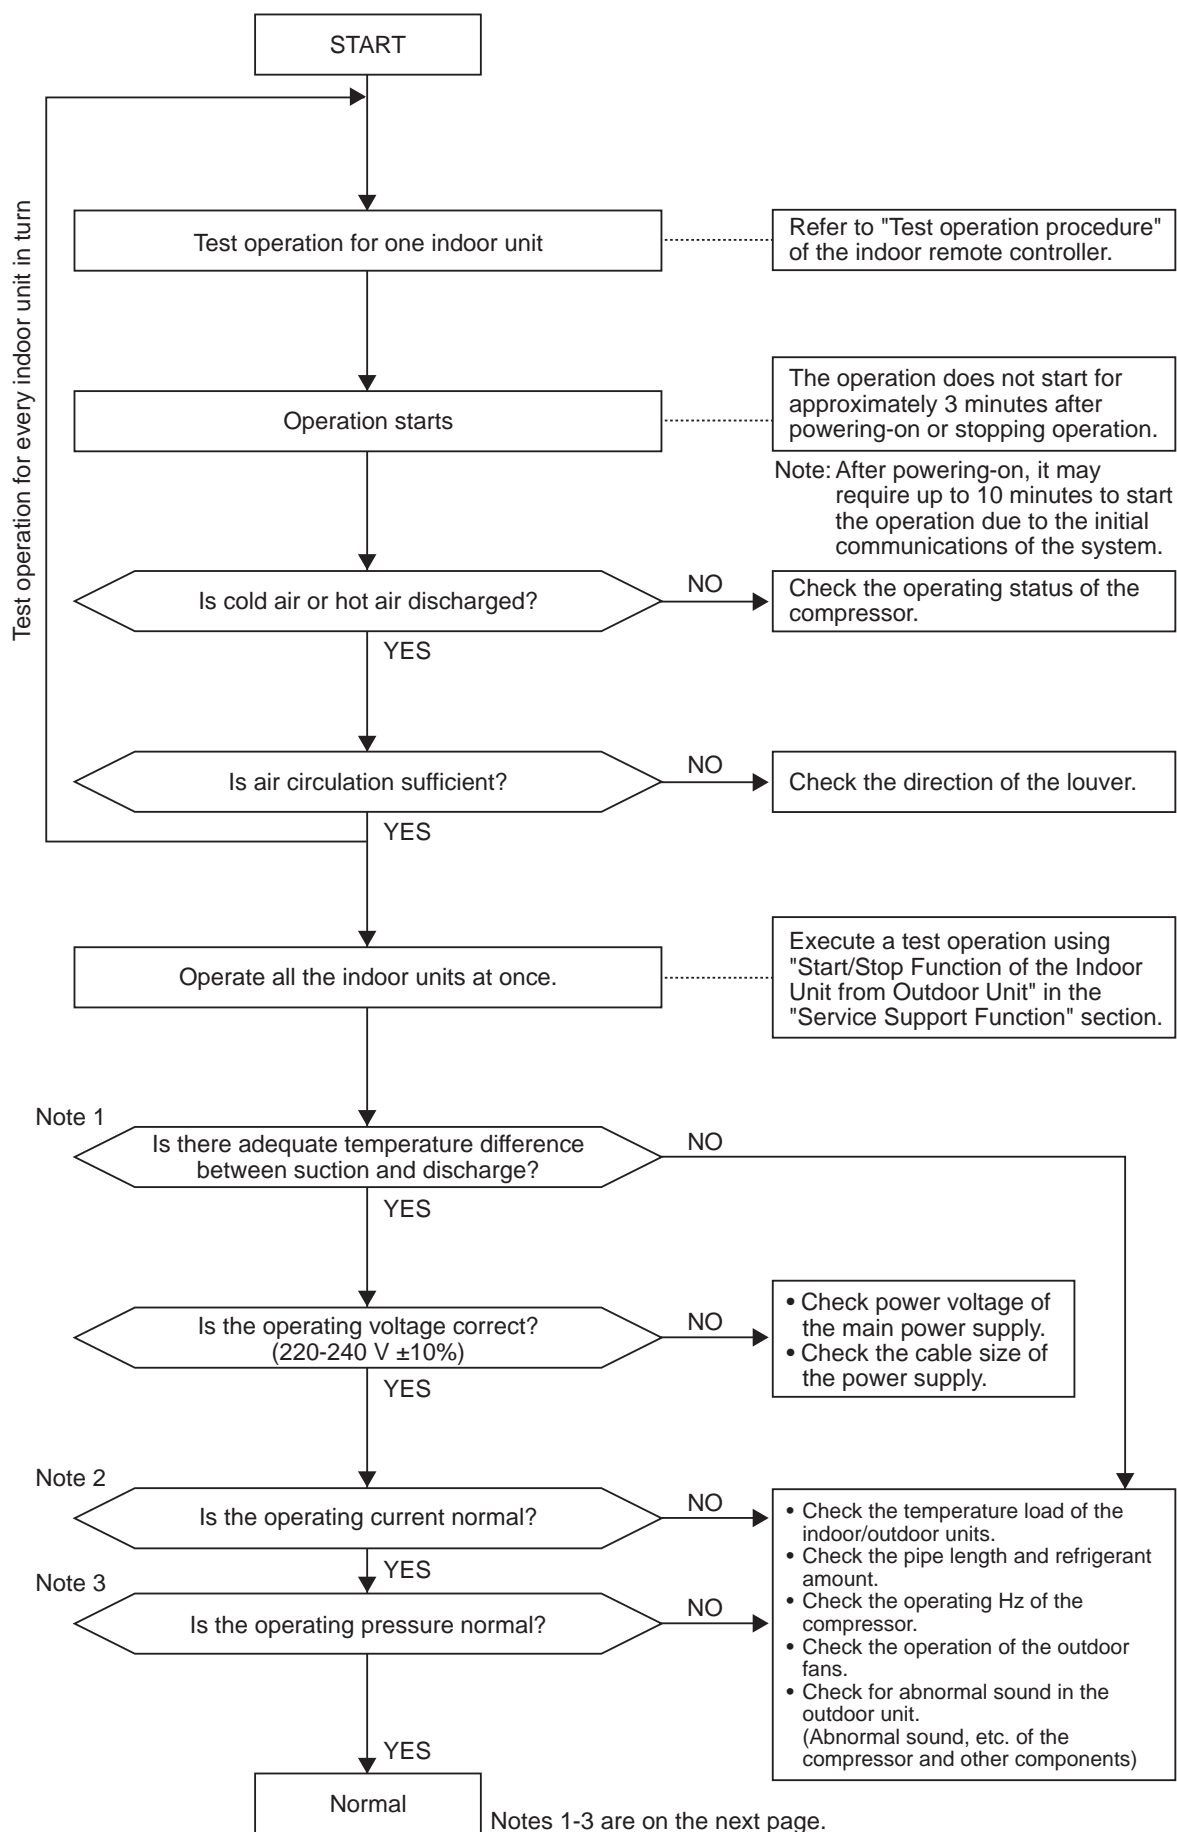 START
Test operation for every indoor unit in turn
Test operation for one indoor unit
Refer to "Test operation procedure"
of the indoor remote controller.
Operation starts
The operation does not start for
approximately 3 minutes after
powering-on or stopping operation.
Note: After powering-on, it may
require up to 10 minutes to start
the operation due to the initial
communications of the system.
Is cold air or hot air discharged?
NO
Check the operating status of the
compressor.
YES
Is air circulation sufficient?
NO
Check the direction of the louver.
YES
Operate all the indoor units at once.
Execute a test operation using
"Start/Stop Function of the Indoor
Unit from Outdoor Unit" in the
"Service Support Function" section.
Note 1
Is there adequate temperature difference
between suction and discharge?
NO
YES
Is the operating voltage correct?
(220-240 V ±10%)
NO
• Check power voltage of
the main power supply.
• Check the cable size of
the power supply.
YES
Note 2
Is the operating current normal?
NO
YES
Note 3
Is the operating pressure normal?
NO
• Check the temperature load of the
indoor/outdoor units.
• Check the pipe length and refrigerant
amount.
• Check the operating Hz of the
compressor.
• Check the operation of the outdoor
fans.
• Check for abnormal sound in the
outdoor unit.
(Abnormal sound, etc. of the
compressor and other components)
YES
Normal
Notes 1-3 are on the next page.